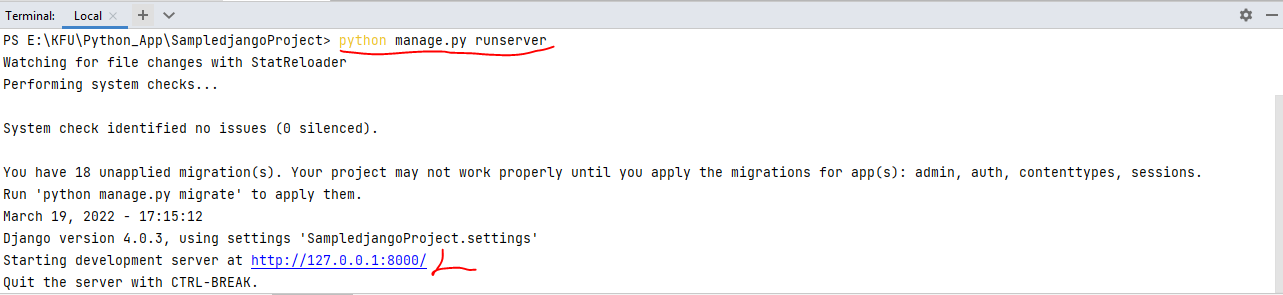 Terminal: Local × + 
PS E:\KFU\Python_App\SampledjangoProject> python manage.py runserver
Watching for file changes with StatReloader
Performing system checks...
System check identified no issues (0 silenced).
You have 18 unapplied migration(s). Your project may not work properly until you apply the migrations for app(s): admin, auth, contenttypes, sessions.
Run 'python manage.py migrate' to apply them.
March 19, 2022 - 17:15:12
Django version 4.0.3, using settings 'SampledjangoProject.settings'
Starting development server at http://127.0.0.1:8000/
Quit the server with CTRL-BREAK.